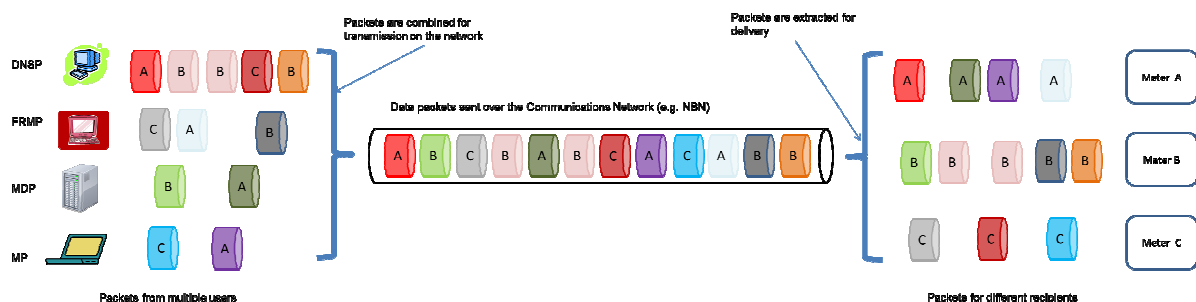 Packets are combined for
transmission on the network
Packets are extracted for
delivery
DNSP
A B B C B
FRMP
C A B
MDP
B A
MP
C A
Packets from multiple users
Data packets sent over the Communications Network (e.g. NBN)
A B C B A B C A C A B B
A A A A
Meter A
B B B B B
Meter B
C C C
Meter C
Packets for different recipients